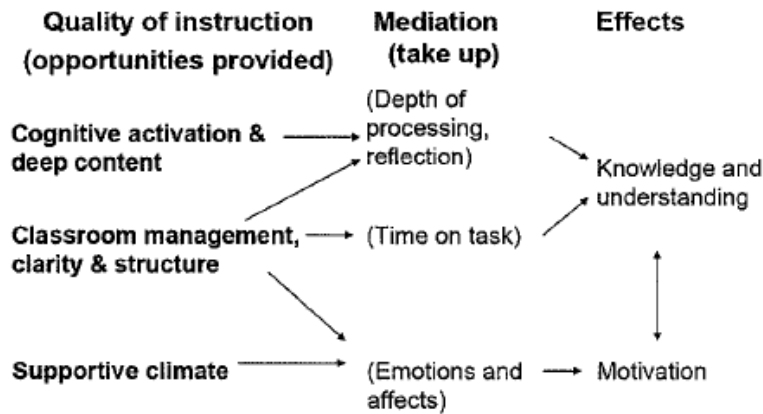 Quality of instruction
(opportunities provided)
Mediation
(take up)
Effects
Cognitive activation &
deep content
(Depth of
processing,
reflection)
Knowledge and
understanding
Classroom management,
clarity & structure
(Time on task)
Supportive climate
(Emotions and
affects)
Motivation